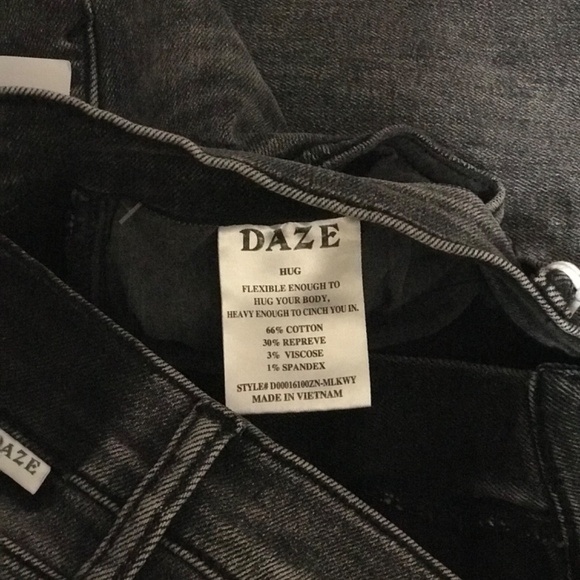 DAZE
HUG
FLEXIBLE ENOUGH TO
HUG YOUR BODY,
HEAVY ENOUGH TO CINCH YOU IN.
66% COTTON
30% REPREVE
3% VISCOSE
1% SPANDEX
STYLE# D00016100ZN-MLKWY
MADE IN VIETNAM
DAZE